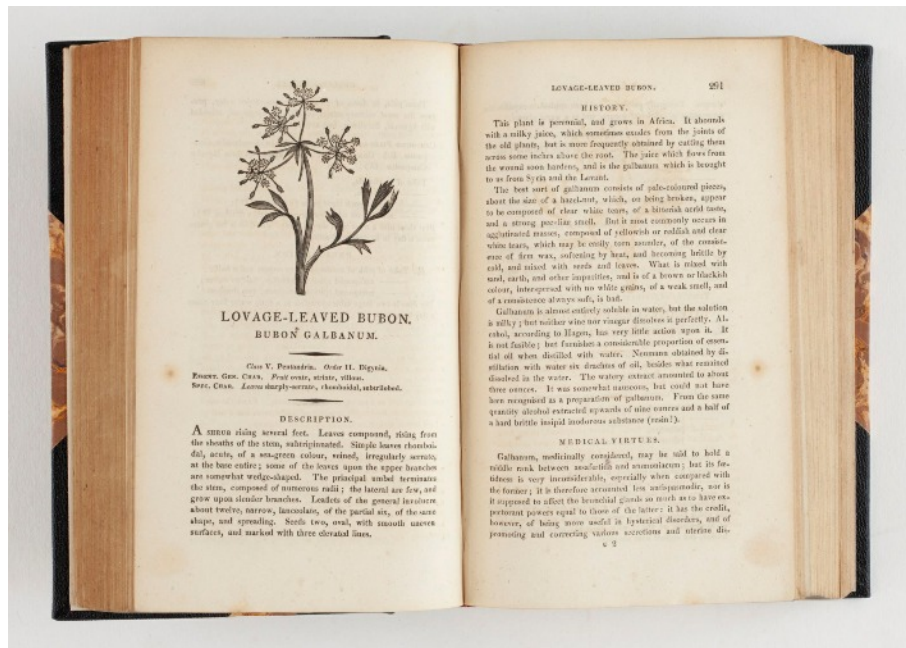 LOVAGE-LEAVED BUBON.
BUBON GALBANUM.
Class V. Pentandria. Order II. Digynia.
ESSENT. GEN. CHAR. Fruit ovate, striate, villous.
SPEC. CHAR. Leaves sharply-serrate, rhomboidal, subtrilobed.
DESCRIPTION.
A SHRUB rising several feet. Leaves compound, rising from
the sheaths of the stem, subtripinnated. Simple leaves rhomboi-
dal, acute, of a sea-green colour, veined, irregularly serrate,
at the base entire; some of the leaves upon the upper branches
are somewhat wedge-shaped. The principal umbel terminates
the stem, composed of numerous radii; the lateral are few, and
grow upon slender branches. Leaflets of the general involucre
about twelve, narrow, lanceolate, of the partial six, of the same
shape, and spreading. Seeds two, oval, with smooth uneven
surfaces, and marked with three elevated lines.
LOVAGE-LEAVED BUBON. 291
HISTORY.
This plant is perennial, and grows in Africa. It abounds
with a milky juice, which sometimes exudes from the joints of
the old plants, but is more frequently obtained by cutting them
across some inches above the root. The juice which flows from
the wound soon hardens, and is the galbanum which is brought
to us from Syria and the Levant.
The best sort of galbanum consists of pale-coloured pieces,
about the size of a hazel-nut, which, on being broken, appear
to be composed of clear white tears, of a bitterish acrid taste,
and a strong peculiar smell. But it most commonly occurs in
agglutinated masses, composed of yellowish or reddish and clear
white tears, which may be easily torn asunder, of the consist-
ence of firm wax, softening by heat, and becoming brittle by
cold, and mixed with seeds and leaves. What is mixed with
sand, earth, and other impurities, and is of a brown or blackish
colour, interspersed with no white grains, of a weak smell, and
of a consistence always soft, is bad.
Galbanum is almost entirely soluble in water, but the solution
is milky; but neither wine nor vinegar dissolves it perfectly. Al-
cohol, according to Hagen, has very little action upon it. It
is not fusible; but furnishes a considerable proportion of essen-
tial oil when distilled with water. Neumann obtained by di-
stillation with water six drachms of oil, besides what remained
dissolved in the water. The watery extract amounted to about
three ounces. It was somewhat nauseous, but could not have
been recognised as a preparation of galbanum. From the same
quantity alcohol extracted upwards of nine ounces and a half of
a hard brittle insipid inodorous substance (resin?).
MEDICAL VIRTUES.
Galbanum, medicinally considered, may be said to hold a
middle rank between assafœtida and ammoniacum; but its fœ-
tidness is very inconsiderable, especially when compared with
the former; it is therefore accounted less antispasmodic, nor is
it supposed to affect the bronchial glands so much as to have ex-
pectorant powers equal to those of the latter: it has the credit,
however, of being more useful in hysterical disorders, and of
promoting and correcting various secretions and uterine dis-
U 2